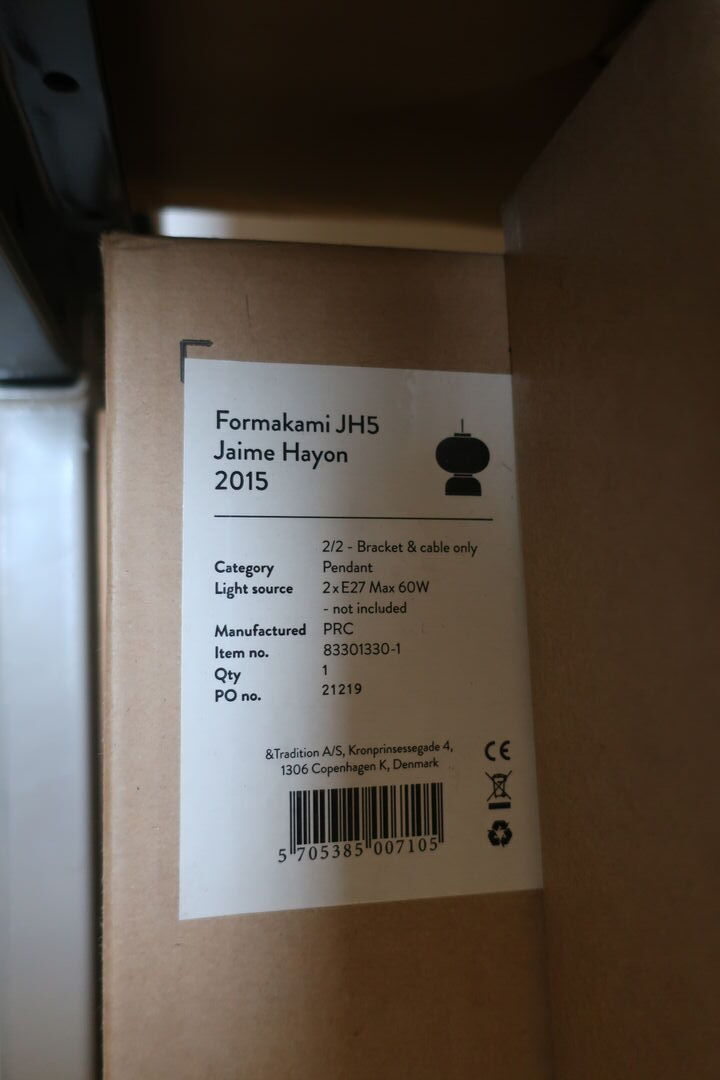 Formakami JH5
Jaime Hayon
2015
2/2 - Bracket & cable only
Category Pendant
Light source 2xE27 Max 60W
- not included
Manufactured PRC
Item no. 83301330-1
Qty 1
PO no. 21219
&Tradition A/S, Kronprinsessegade 4,
1306 Copenhagen K, Denmark
CE
5 705385 007105